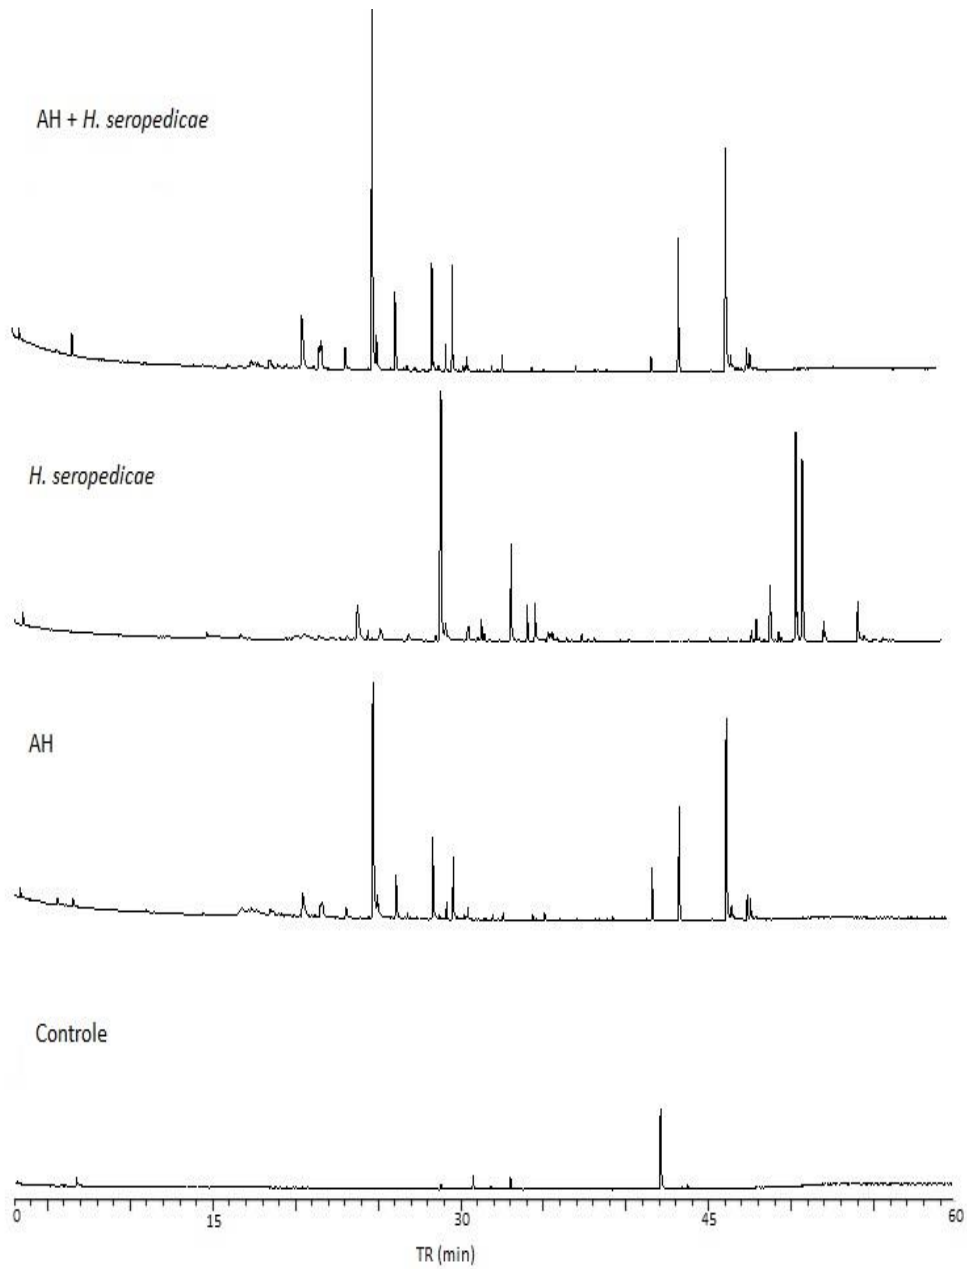 AH + H. seropedicae
H. seropedicae
AH
Controle
0 15 30 45 60
TR (min)